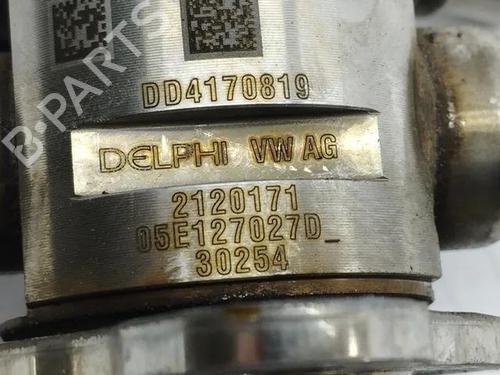 DD4170819
DELPHI VW AG
2120171
05E127027D_
30254
B-PARTS